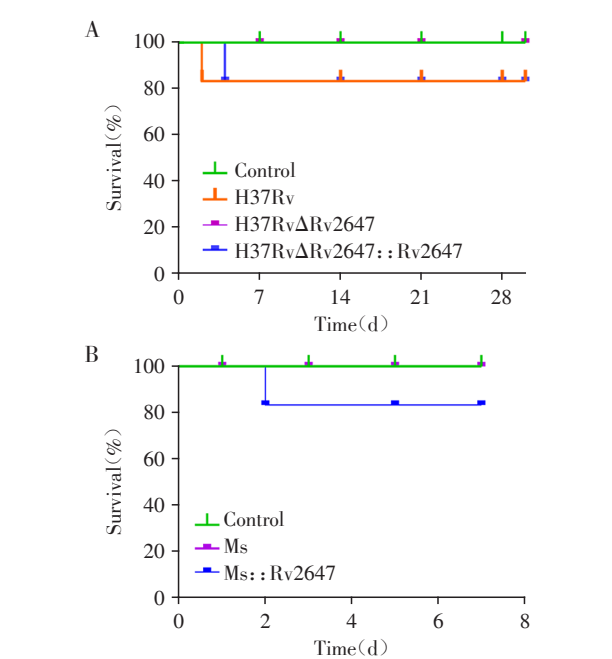 A
100
80
60
40
20
0
Survival(%)
Control
H37Rv
H37RvΔRv2647
H37RvΔRv2647::Rv2647
0 7 14 21 28
Time(d)
B
100
80
60
40
20
0
Survival(%)
Control
Ms
Ms::Rv2647
0 2 4 6 8
Time(d)